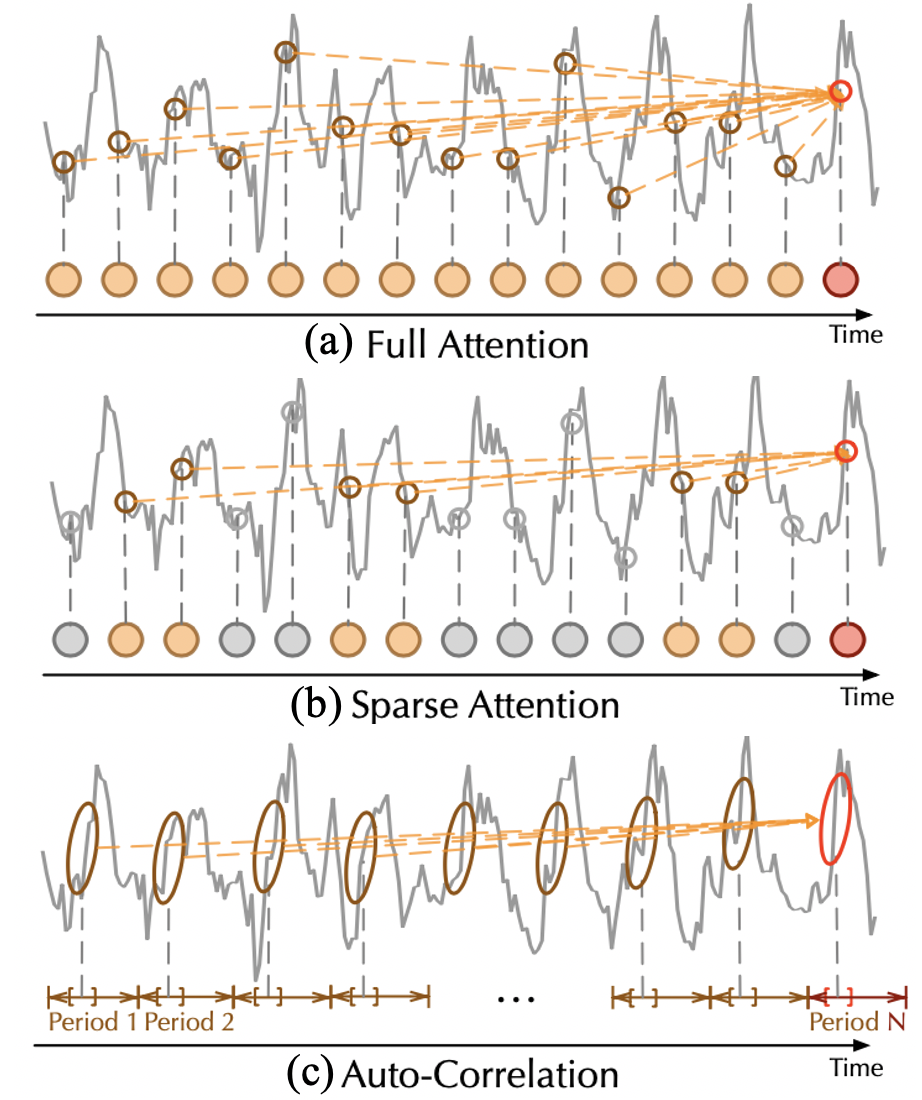 Time
(a) Full Attention
Time
(b) Sparse Attention
...
Period 1 Period 2 Period N
Time
(c) Auto-Correlation